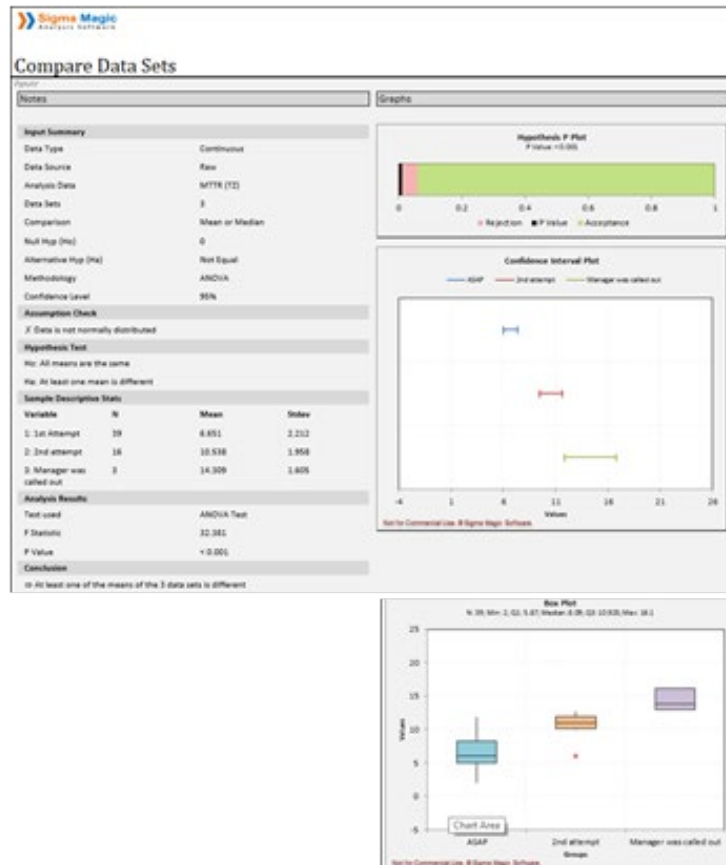 Sigma Magic
Analysis Software
Compare Data Sets
Notes
Input Summary
Data Type Continuous
Data Source Raw
Analysis Data MTTR (TZ)
Data Sets 3
Comparison Mean or Median
Null Hyp (Ho) 0
Alternative Hyp (Ha) Not Equal
Methodology ANOVA
Confidence Level 95%
Assumption Check
✗ Data is not normally distributed
Hypothesis Test
Ho: All means are the same
Ha: At least one mean is different
Sample Descriptive Stats
Variable N Mean Stdev
1: 1st Attempt 39 6.651 2.212
2: 2nd attempt 16 10.538 1.958
3: Manager was 3 14.309 1.605
called out
Analysis Results
Test used ANOVA Test
F Statistic 32.381
P Value < 0.001
Conclusion
⇒ At least one of the means of the 3 data sets is different
Graphs
Hypothesis P Plot
P Value <0.001
0 0.2 0.4 0.6 0.8 1
Rejection P Value Acceptance
Confidence Interval Plot
ASAP 2nd attempt Manager was called out
-4 1 6 11 16 21 26
Values
Not for Commercial Use. © Sigma Magic Software.
Box Plot
25
20
15
10
5
0
-5
Values
Chart Area
ASAP 2nd attempt Manager was called out
Groups
Not for Commercial Use. © Sigma Magic Software.